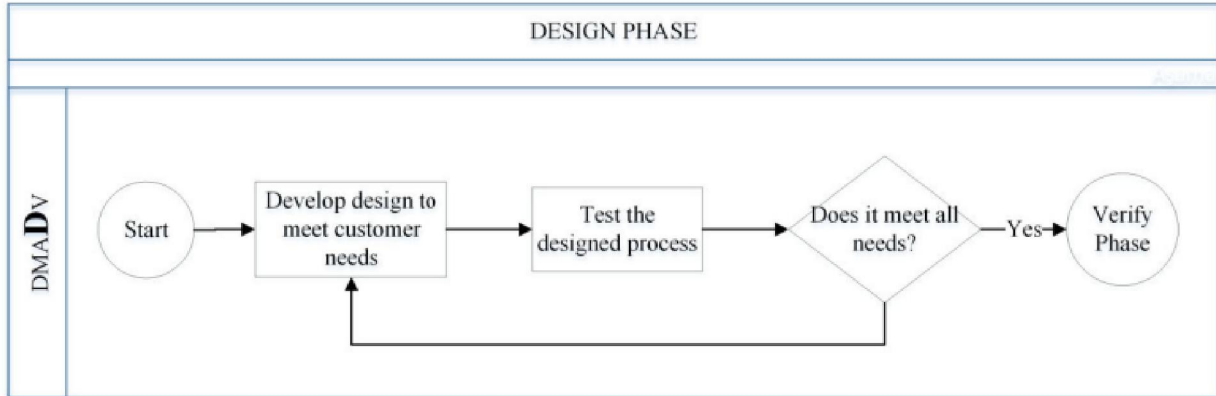 DESIGN PHASE
DMADV
Start
Develop design to
meet customer
needs
Test the
designed process
Does it meet all
needs?
Yes
Verify
Phase